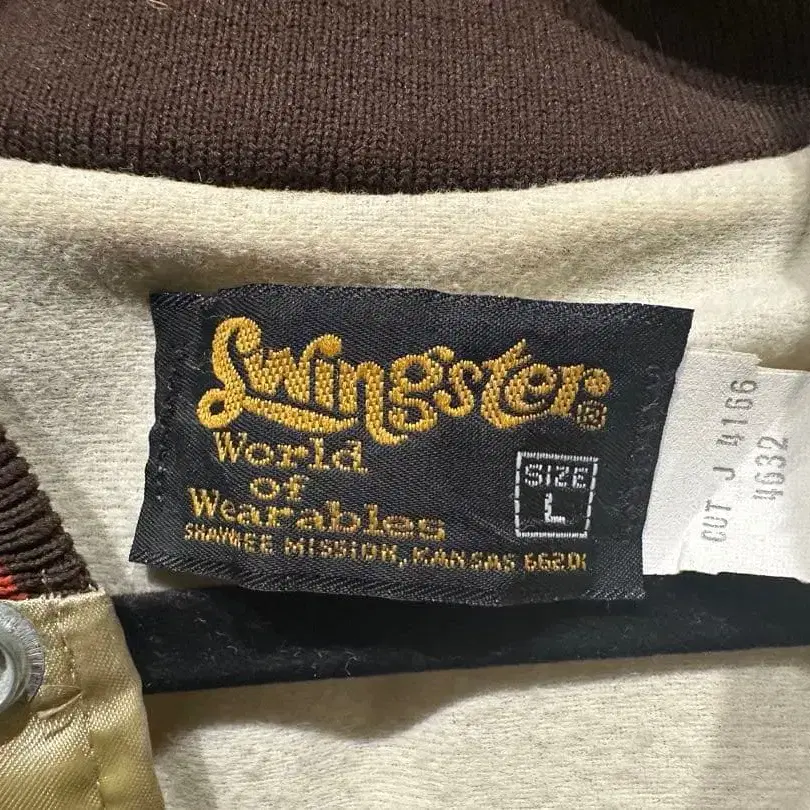 Swingster®
World
of
Wearables
SHAWNEE MISSION, KANSAS 66201
SIZE
L
CUT J 4166
4632